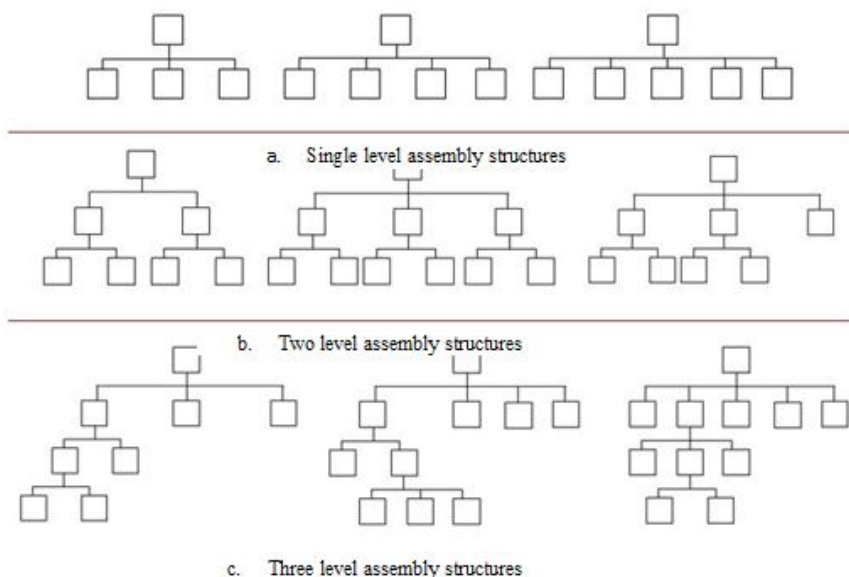 a. Single level assembly structures
b. Two level assembly structures
c. Three level assembly structures